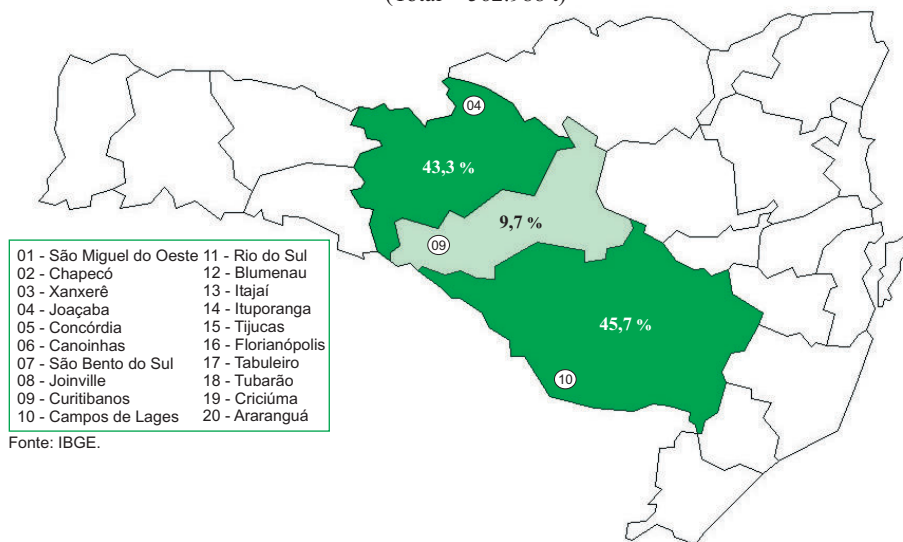 04
43,3 %
9,7 %
09
45,7 %
10
01 - São Miguel do Oeste 11 - Rio do Sul
02 - Chapecó 12 - Blumenau
03 - Xanxerê 13 - Itajaí
04 - Joaçaba 14 - Ituporanga
05 - Concórdia 15 - Tijucas
06 - Canoinhas 16 - Florianópolis
07 - São Bento do Sul 17 - Tabuleiro
08 - Joinville 18 - Tubarão
09 - Curitibanos 19 - Criciúma
10 - Campos de Lages 20 - Araranguá
Fonte: IBGE.